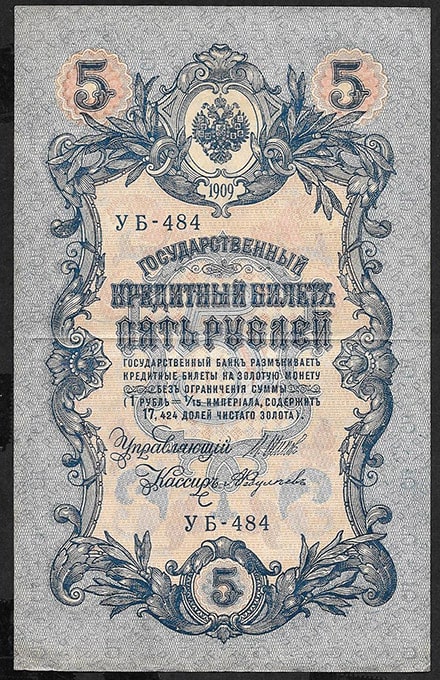 5 5
1909
УБ-484
ГОСУДАРСТВЕННЫЙ
КРЕДИТНЫЙ БИЛЕТЪ
ПЯТЬ РУБЛЕЙ
ГОСУДАРСТВЕННЫЙ БАНКЪ РАЗМѢНИВАЕТЪ
КРЕДИТНЫЕ БИЛЕТЫ НА ЗОЛОТУЮ МОНЕТУ
БЕЗЪ ОГРАНИЧЕНІЯ СУММЫ
(1 РУБЛЬ = 1/15 ИМПЕРІАЛА, СОДЕРЖИТЪ
17,424 ДОЛЕЙ ЧИСТАГО ЗОЛОТА).
Управляющій
Кассиръ
УБ-484
5